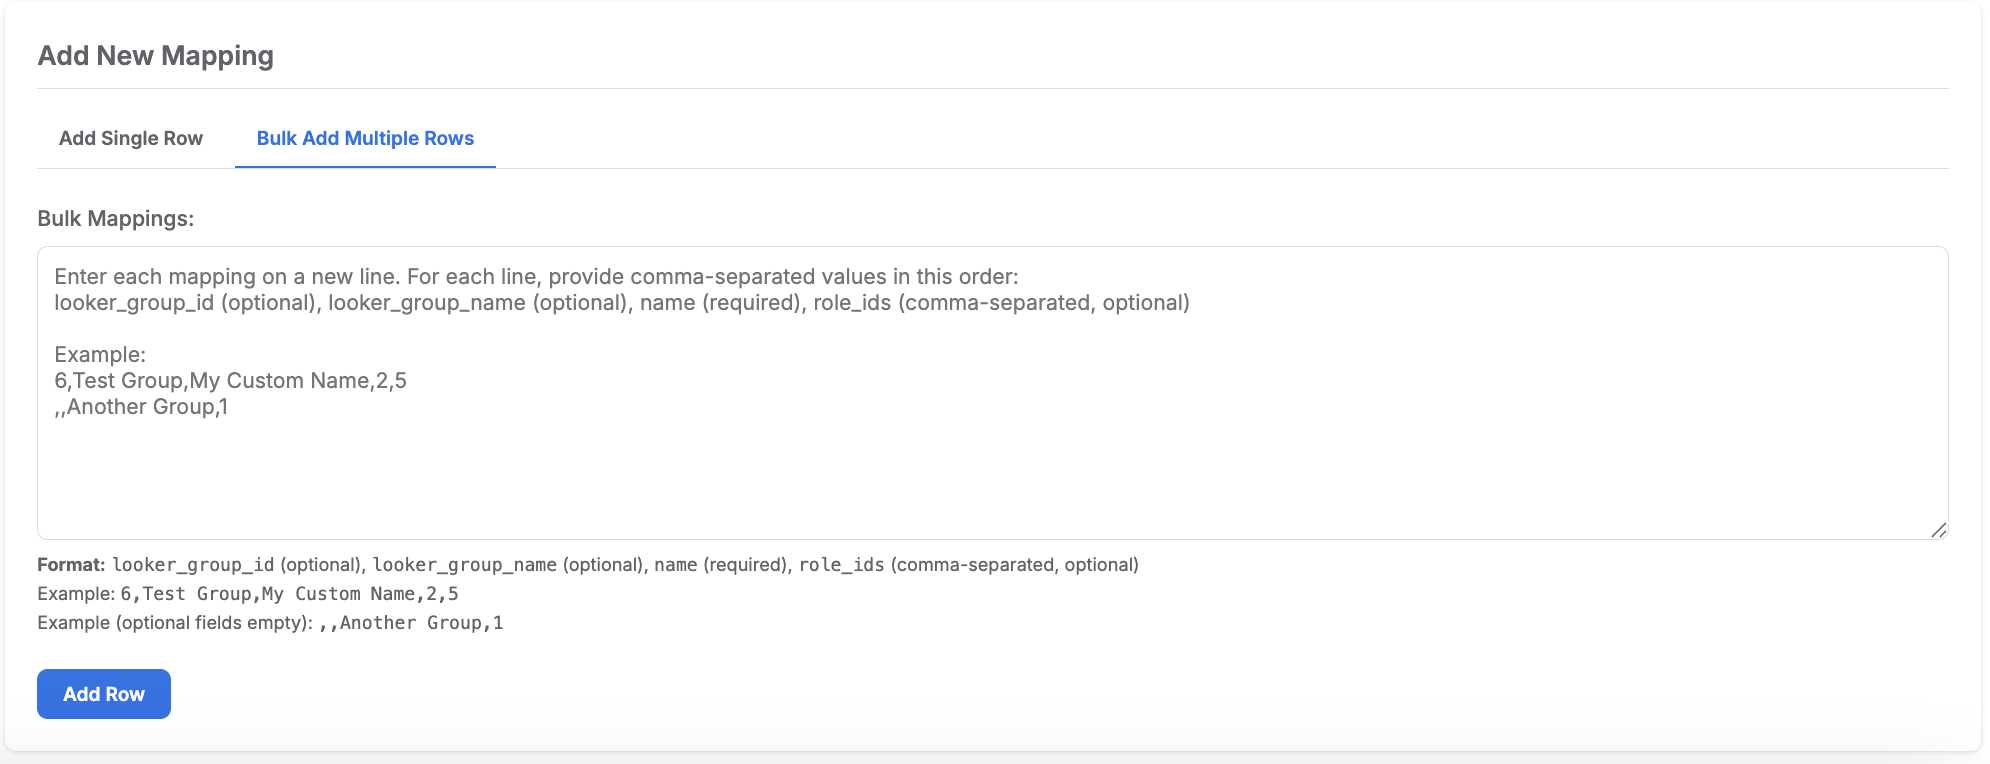 Add New Mapping
Add Single Row
Bulk Add Multiple Rows
Bulk Mappings:
Enter each mapping on a new line. For each line, provide comma-separated values in this order:
looker_group_id (optional), looker_group_name (optional), name (required), role_ids (comma-separated, optional)
Example:
6,Test Group,My Custom Name,2,5
,,Another Group,1
Format: looker_group_id (optional), looker_group_name (optional), name (required), role_ids (comma-separated, optional)
Example: 6,Test Group,My Custom Name,2,5
Example (optional fields empty): ,,Another Group,1
Add Row